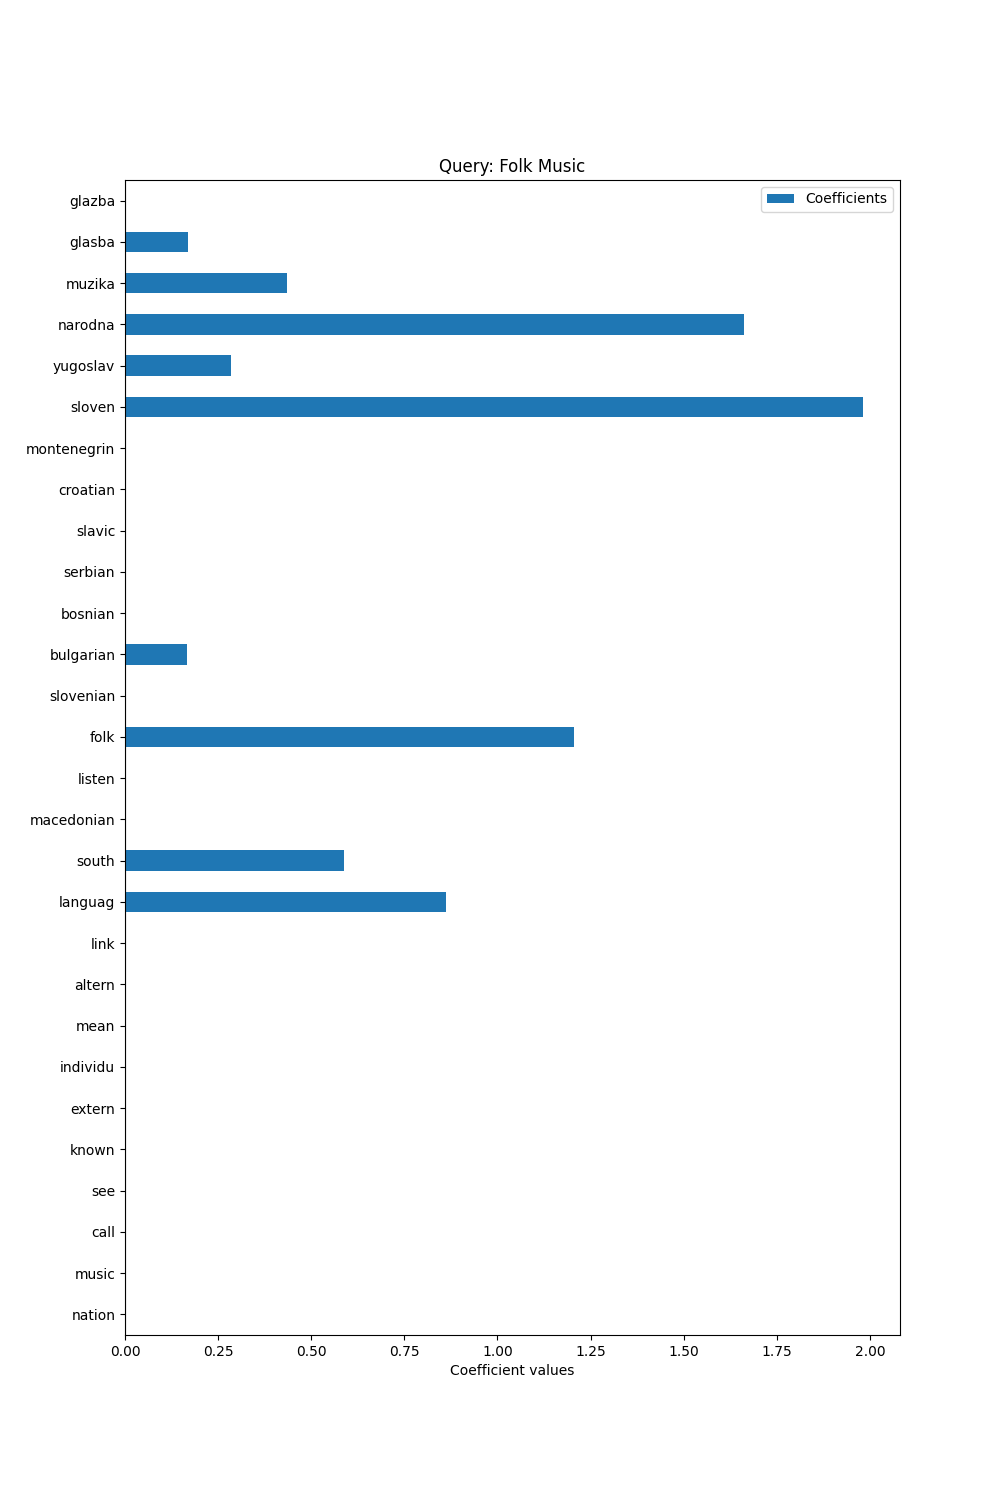 Query: Folk Music
Coefficients
glazba
glasba
muzika
narodna
yugoslav
sloven
montenegrin
croatian
slavic
serbian
bosnian
bulgarian
slovenian
folk
listen
macedonian
south
languag
link
altern
mean
individu
extern
known
see
call
music
nation
0.00 0.25 0.50 0.75 1.00 1.25 1.50 1.75 2.00
Coefficient values